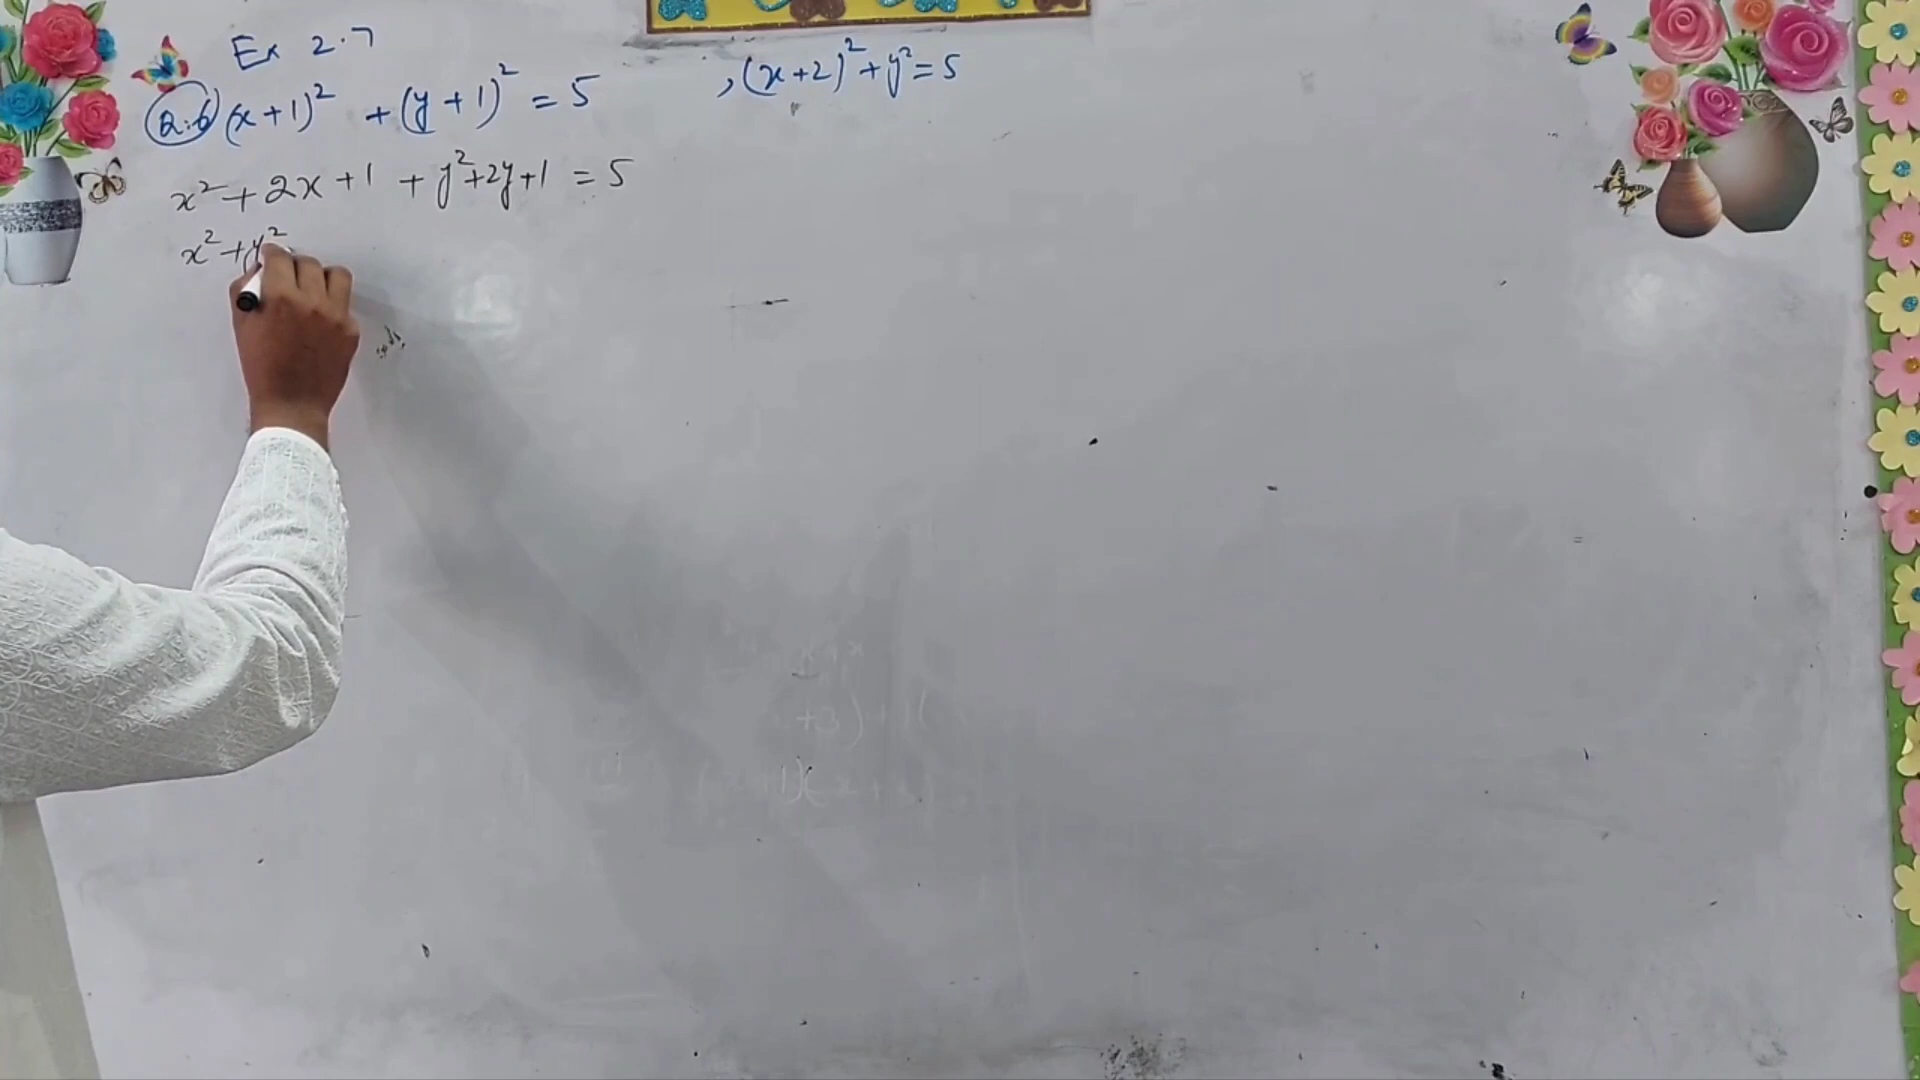 Ex 2.7
Q.6 (x+1)² + (y+1)² = 5 , (x+2)² + y² = 5
x² + 2x + 1 + y² + 2y + 1 = 5
x² + y²